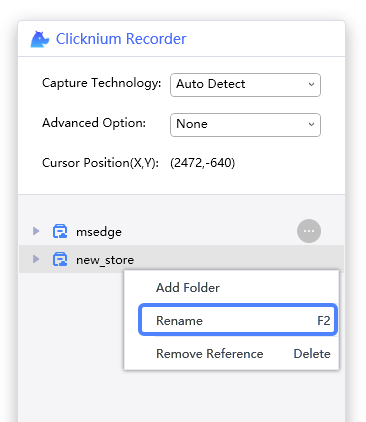 Clicknium Recorder
Capture Technology: Auto Detect
Advanced Option: None
Cursor Position(X,Y): (2472,-640)
msedge
new_store
Add Folder
Rename F2
Remove Reference Delete